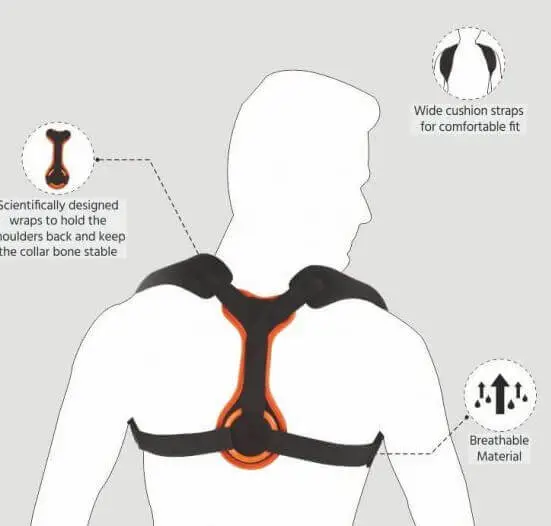 Wide cushion straps
for comfortable fit
Scientifically designed
wraps to hold the
shoulders back and keep
the collar bone stable
Breathable
Material